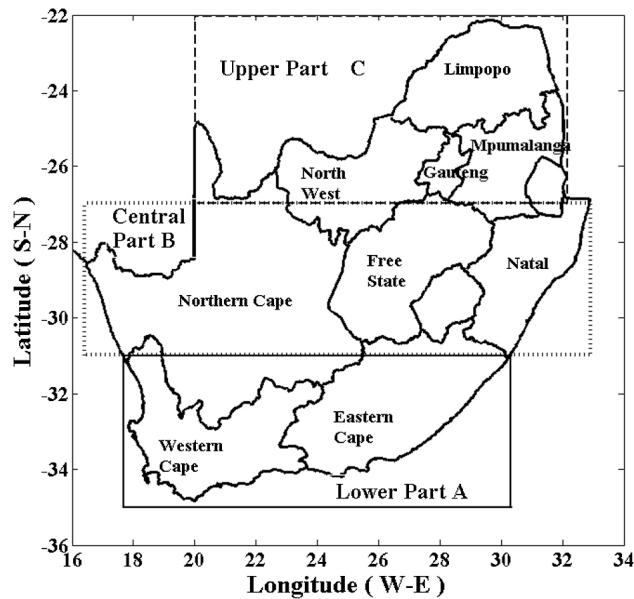 -22
Upper Part C
Limpopo
-24
Mpumalanga
North
West
Gauteng
-26
Central
Part B
-28
Free
State
Natal
Northern Cape
-30
-32
Eastern
Cape
Western
Cape
-34
Lower Part A
-36
16 18 20 22 24 26 28 30 32 34
Longitude ( W-E )
Latitude ( S-N )